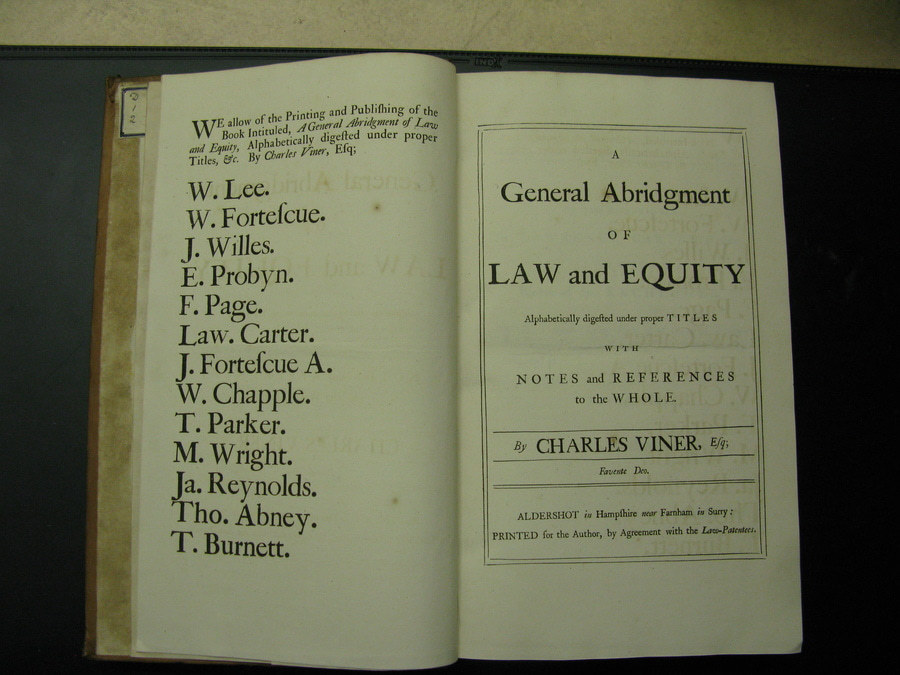 WE allow of the Printing and Publiſhing of the
Book Intituled, A General Abridgment of Law
and Equity, Alphabetically digeſted under proper
Titles, &c. By Charles Viner, Eſq;
W. Lee.
W. Forteſcue.
J. Willes.
E. Probyn.
F. Page.
Law. Carter.
J. Forteſcue A.
W. Chapple.
T. Parker.
M. Wright.
Ja. Reynolds.
Tho. Abney.
T. Burnett.
A
General Abridgment
OF
LAW and EQUITY
Alphabetically digeſted under proper TITLES
WITH
NOTES and REFERENCES
to the WHOLE.
By CHARLES VINER, Eſq;
Favente Deo.
ALDERSHOT in Hampſhire near Farnham in Surry:
PRINTED for the Author, by Agreement with the Law-Patentees.